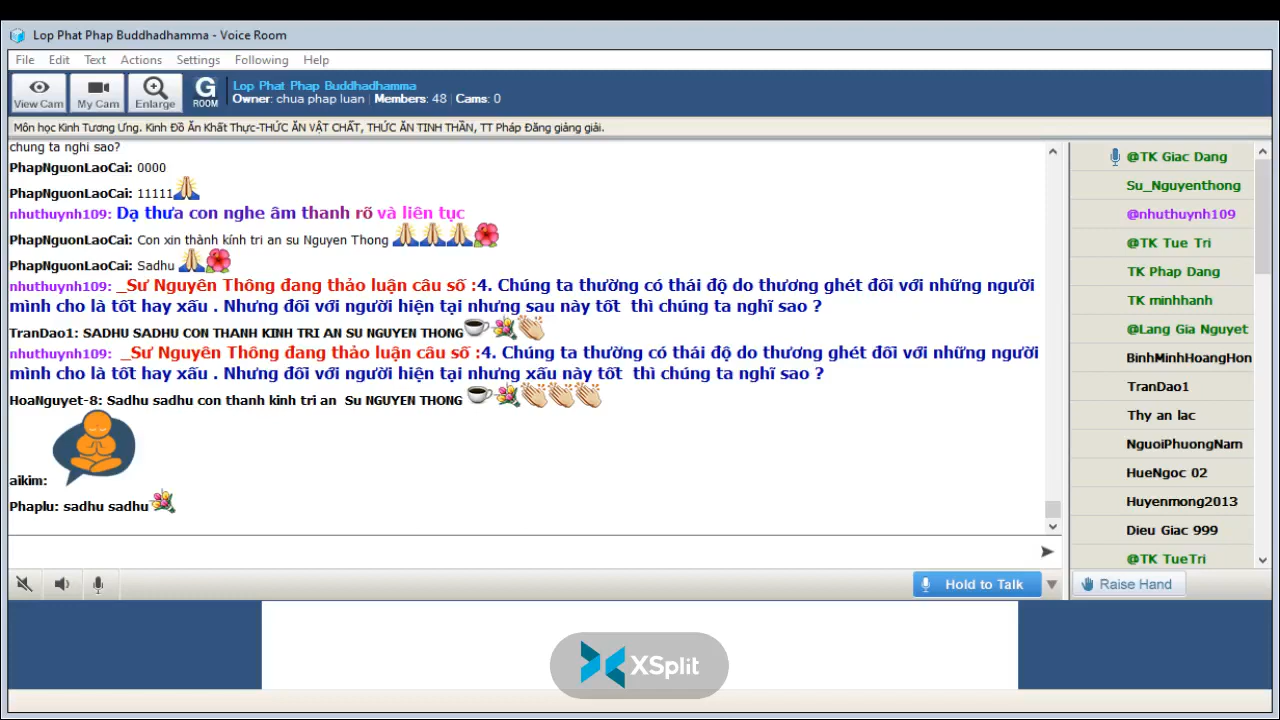 Lop Phat Phap Buddhadhamma - Voice Room
File Edit Text Actions Settings Following Help
View Cam My Cam Enlarge G ROOM
Lop Phat Phap Buddhadhamma
Owner: chua phap luan | Members: 48 | Cams: 0
Môn học Kinh Tương Ưng. Kinh Đồ Ăn Khất Thực-THỨC ĂN VẬT CHẤT, THỨC ĂN TINH THẦN, TT Pháp Đăng giảng giải.
chung ta nghi sao?
PhapNguonLaoCai: 0000
PhapNguonLaoCai: 11111
nhuthuynh109: Dạ thưa con nghe âm thanh rõ và liên tục
PhapNguonLaoCai: Con xin thành kính tri an su Nguyen Thong
PhapNguonLaoCai: Sadhu
nhuthuynh109: _Sư Nguyên Thông đang thảo luận câu số :4. Chúng ta thường có thái độ do thương ghét đối với những người
mình cho là tốt hay xấu . Nhưng đối với người hiện tại nhưng sau này tốt thì chúng ta nghĩ sao ?
TranDao1: SADHU SADHU CON THANH KINH TRI AN SU NGUYEN THONG
nhuthuynh109: _Sư Nguyên Thông đang thảo luận câu số :4. Chúng ta thường có thái độ do thương ghét đối với những người
mình cho là tốt hay xấu . Nhưng đối với người hiện tại nhưng xấu này tốt thì chúng ta nghĩ sao ?
HoaNguyet-8: Sadhu sadhu con thanh kinh tri an Su NGUYEN THONG
aikim:
Phaplu: sadhu sadhu
@TK Giac Dang
Su_Nguyenthong
@nhuthuynh109
@TK Tue Tri
TK Phap Dang
TK minhhanh
@Lang Gia Nguyet
BinhMinhHoangHon
TranDao1
Thy an lac
NguoiPhuongNam
HueNgoc 02
Huyenmong2013
Dieu Giac 999
@TK TueTri
Hold to Talk
Raise Hand
XSplit